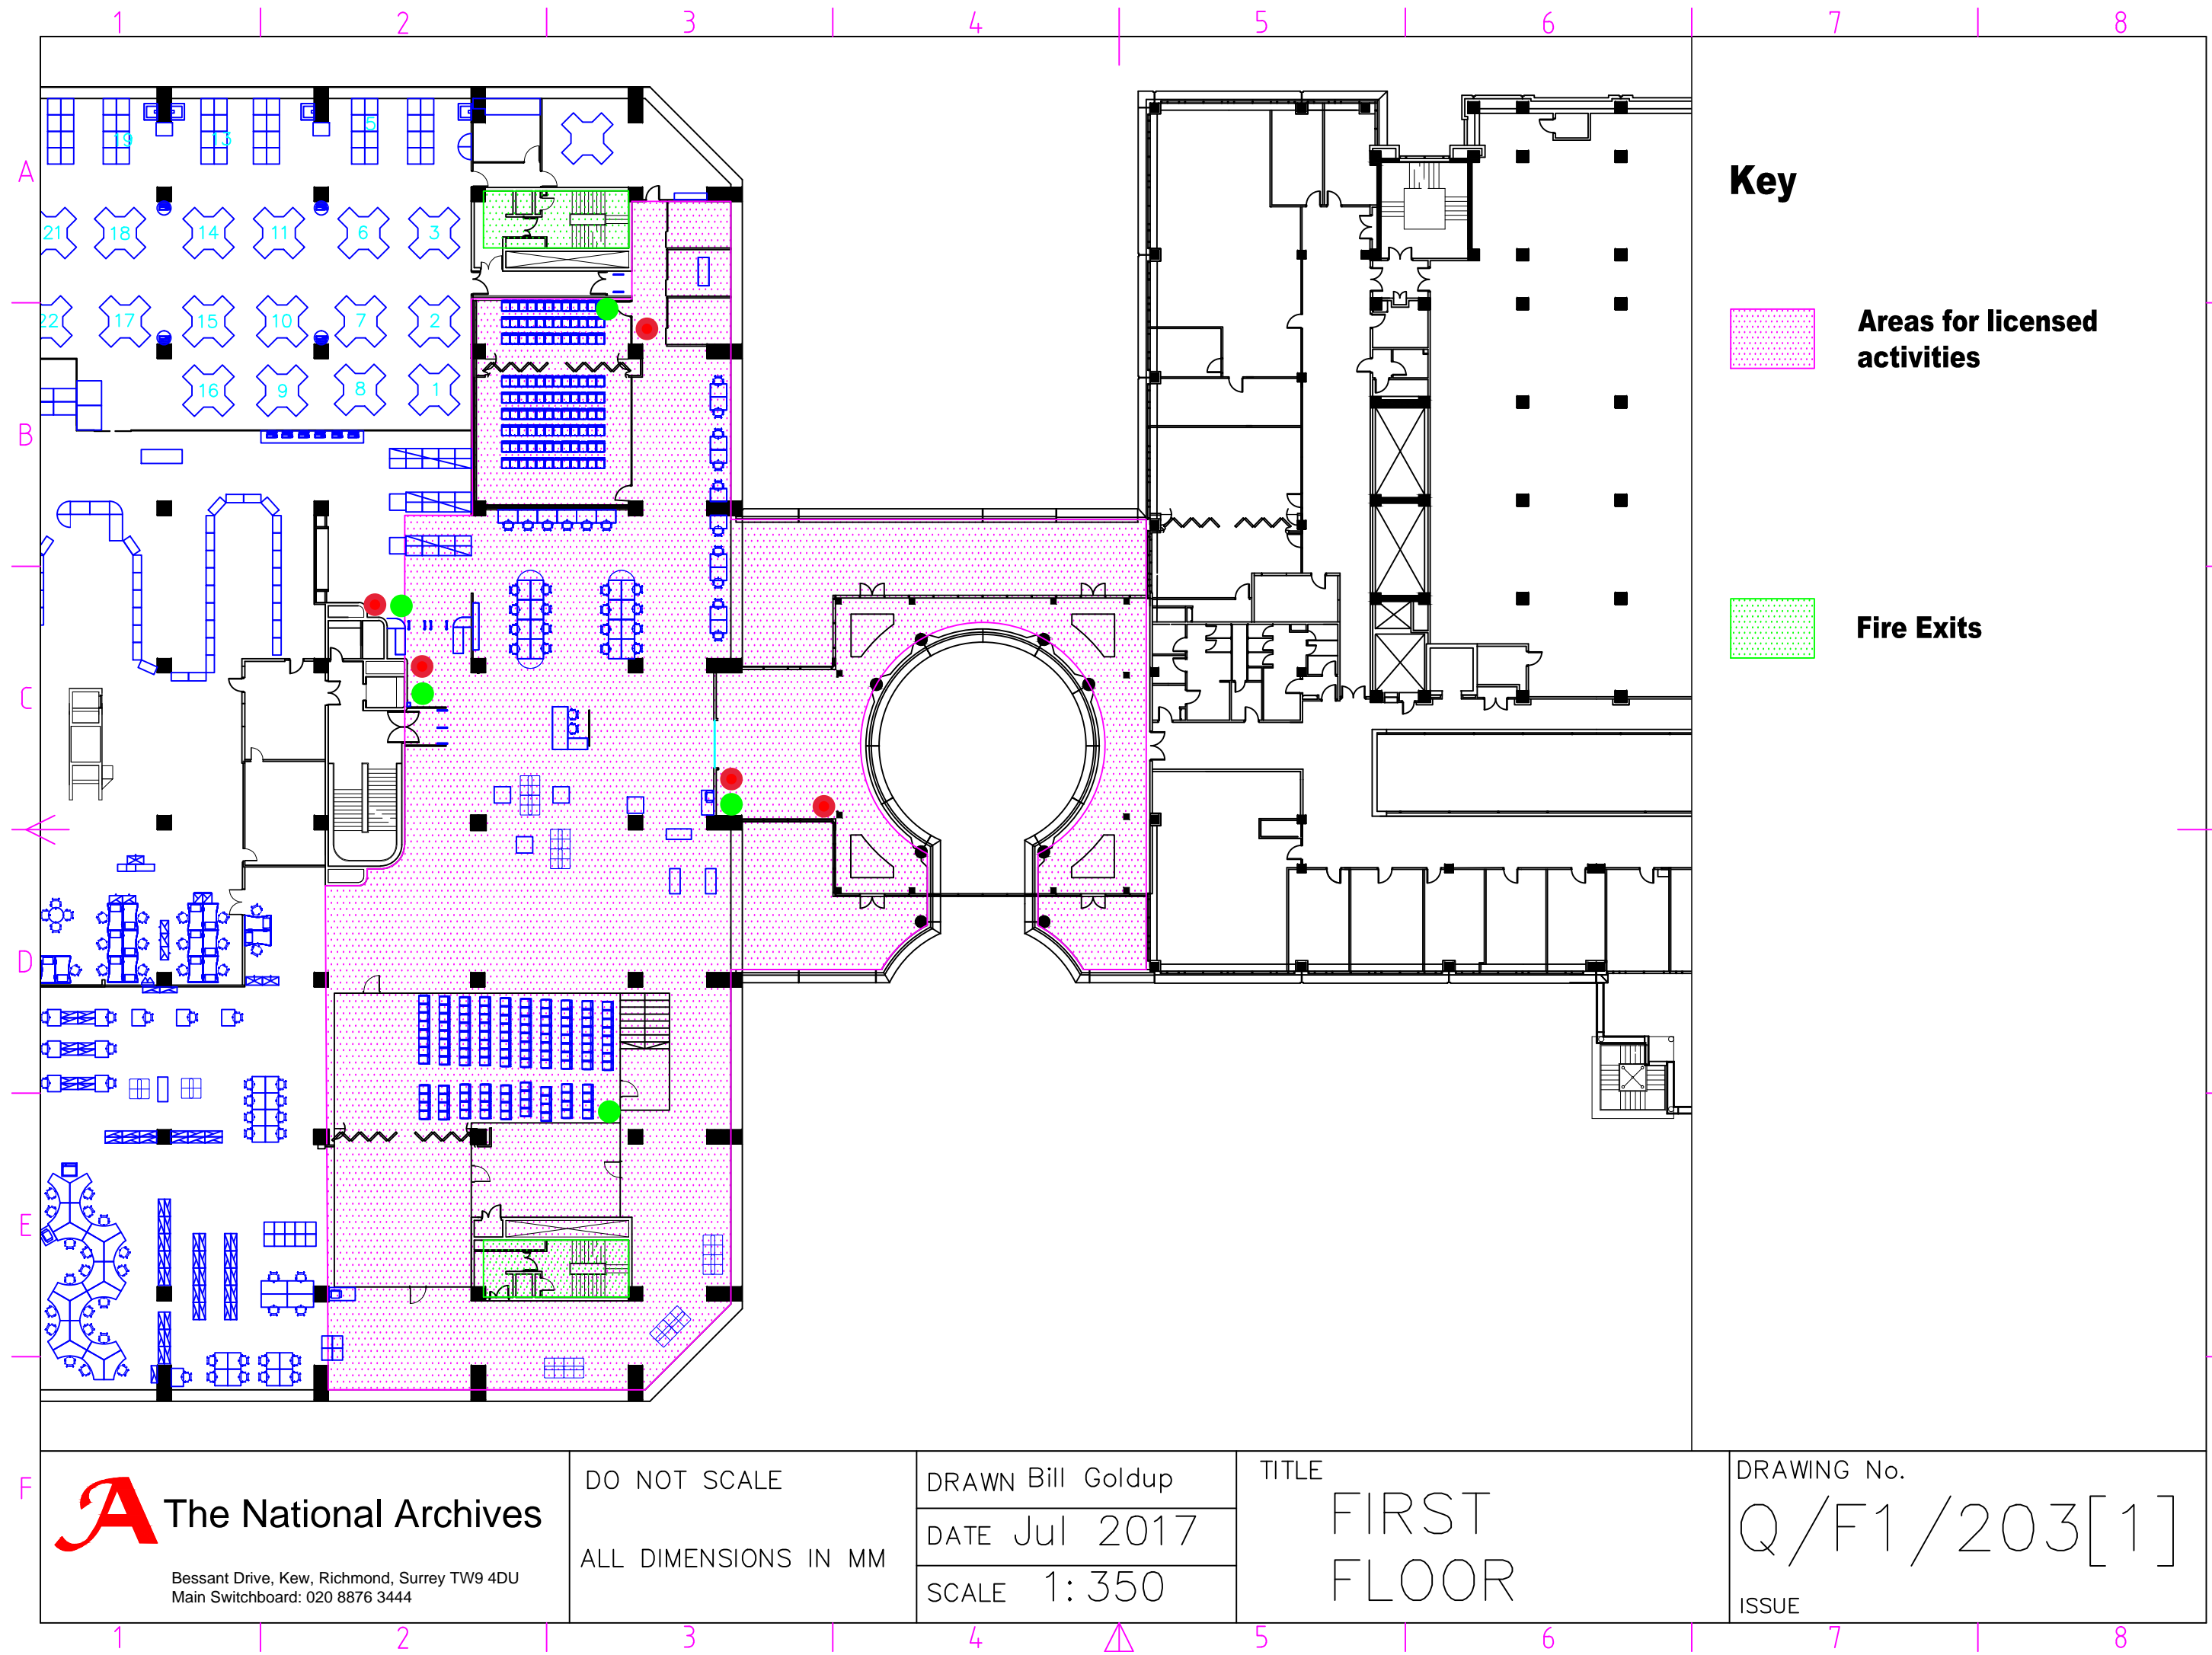 1 2 3 4 5 6 7 8
A
B
C
D
E
F
19 13 5
21 18 14 11 6 3
22 17 15 10 7 2
16 9 8 1
Key
Areas for licensed
activities
Fire Exits
A The National Archives
Bessant Drive, Kew, Richmond, Surrey TW9 4DU
Main Switchboard: 020 8876 3444
DO NOT SCALE
ALL DIMENSIONS IN MM
DRAWN Bill Goldup
DATE Jul 2017
SCALE 1:350
TITLE
FIRST
FLOOR
DRAWING No.
Q/F1/203[1]
ISSUE
1 2 3 4 5 6 7 8